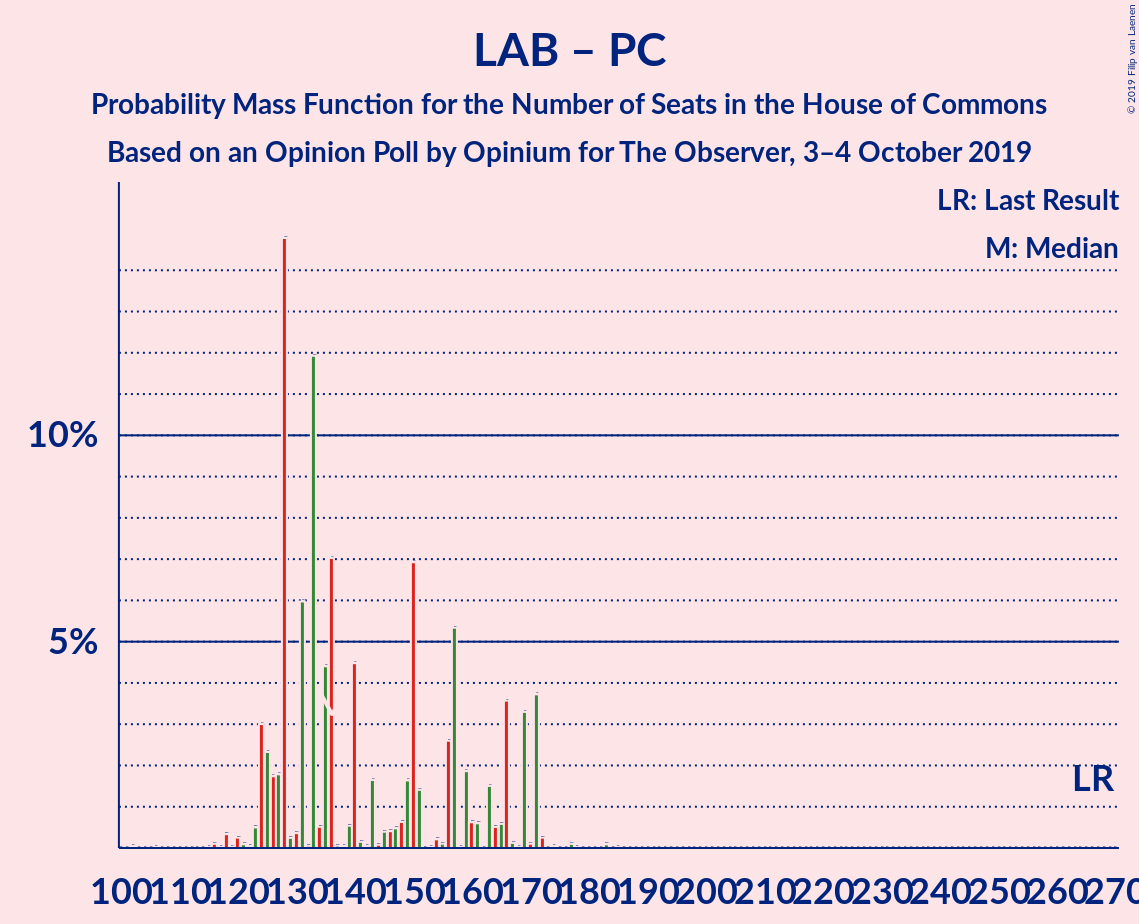 LAB – PC
Probability Mass Function for the Number of Seats in the House of Commons
Based on an Opinion Poll by Opinium for The Observer, 3–4 October 2019
© 2019 Filip van Laenen
LR: Last Result
M: Median
10%
5%
LR
100 110 120 130 140 150 160 170 180 190 200 210 220 230 240 250 260 270